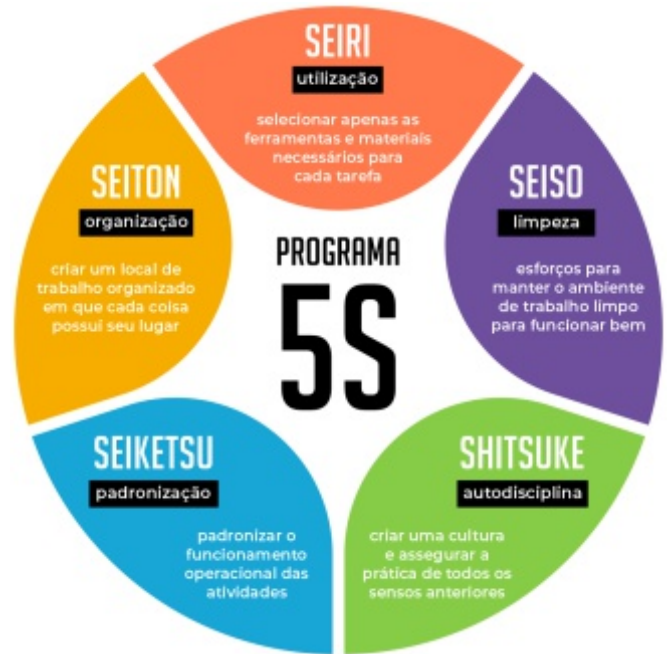 SEIRI
utilização
selecionar apenas as
ferramentas e materiais
necessários para
cada tarefa
SEITON
organização
criar um local de
trabalho organizado
em que cada coisa
possui seu lugar
SEISO
limpeza
esforços para
manter o ambiente
de trabalho limpo
para funcionar bem
PROGRAMA
5S
SEIKETSU
padronização
padronizar o
funcionamento
operacional das
atividades
SHITSUKE
autodisciplina
criar uma cultura
e assegurar a
prática de todos os
sensos anteriores